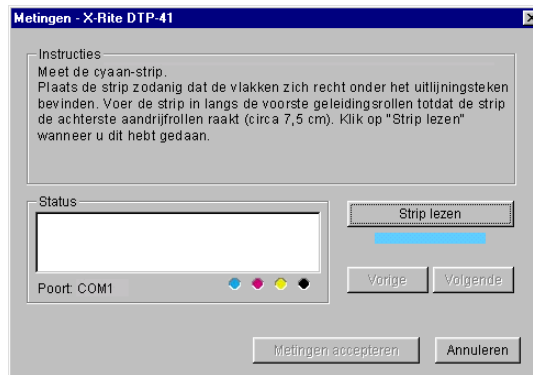 Metingen - X-Rite DTP-41
Instructies
Meet de cyaan-strip.
Plaats de strip zodanig dat de vlakken zich recht onder het uitlijningsteken
bevinden. Voer de strip in langs de voorste geleidingsrollen totdat de strip
de achterste aandrijfrollen raakt (circa 7,5 cm). Klik op "Strip lezen"
wanneer u dit hebt gedaan.
Status
Strip lezen
Poort: COM1
Vorige
Volgende
Metingen accepteren
Annuleren